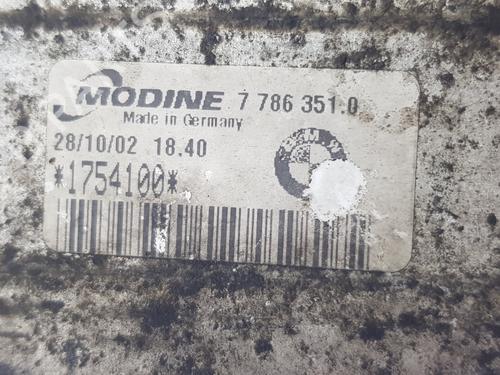 MODINE 7 786 351.0
Made in Germany
28/10/02 18.40
*1754100*